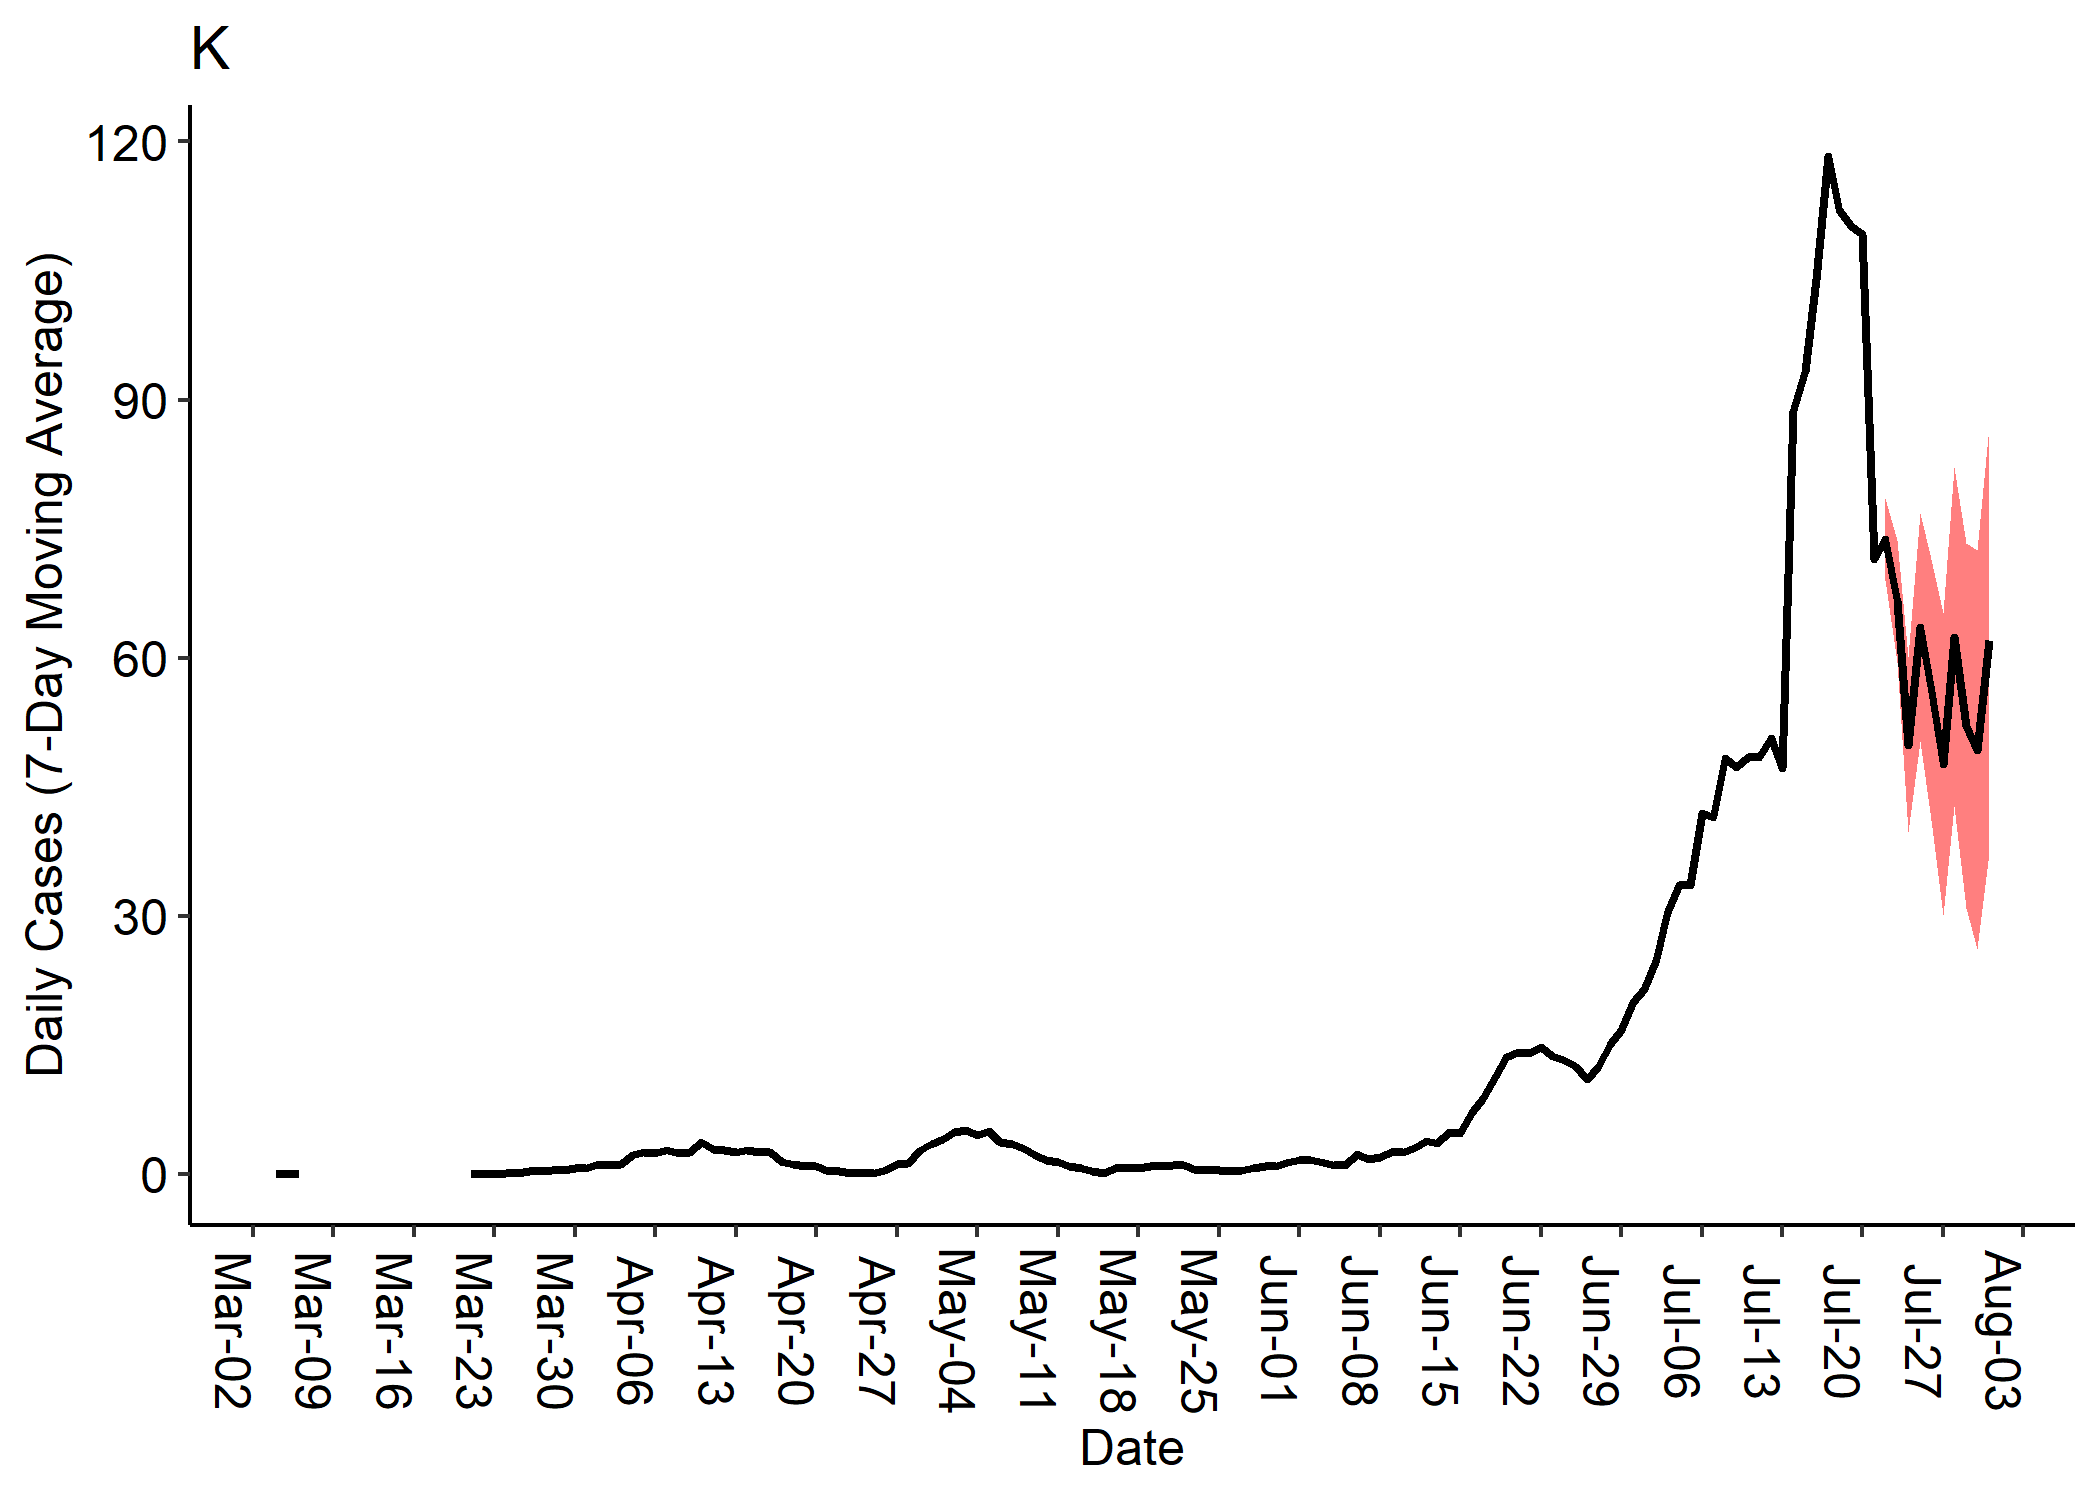 K
Daily Cases (7-Day Moving Average)
120
90
60
30
0
Mar-02
Mar-09
Mar-16
Mar-23
Mar-30
Apr-06
Apr-13
Apr-20
Apr-27
May-04
May-11
May-18
May-25
Jun-01
Jun-08
Jun-15
Jun-22
Jun-29
Jul-06
Jul-13
Jul-20
Jul-27
Aug-03
Date